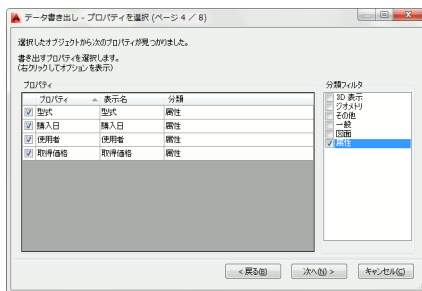 データ書き出し - プロパティを選択 (ページ 4 / 8)
選択したオブジェクトから次のプロパティが見つかりました。
書き出すプロパティを選択します。
(右クリックしてオプションを表示)
プロパティ
プロパティ 表示名 分類
型式 型式 属性
購入日 購入日 属性
使用者 使用者 属性
取得価格 取得価格 属性
分類フィルタ
3D 表示
ジオメトリ
その他
一般
図面
属性
< 戻る(B) 次へ(N) > キャンセル(C)